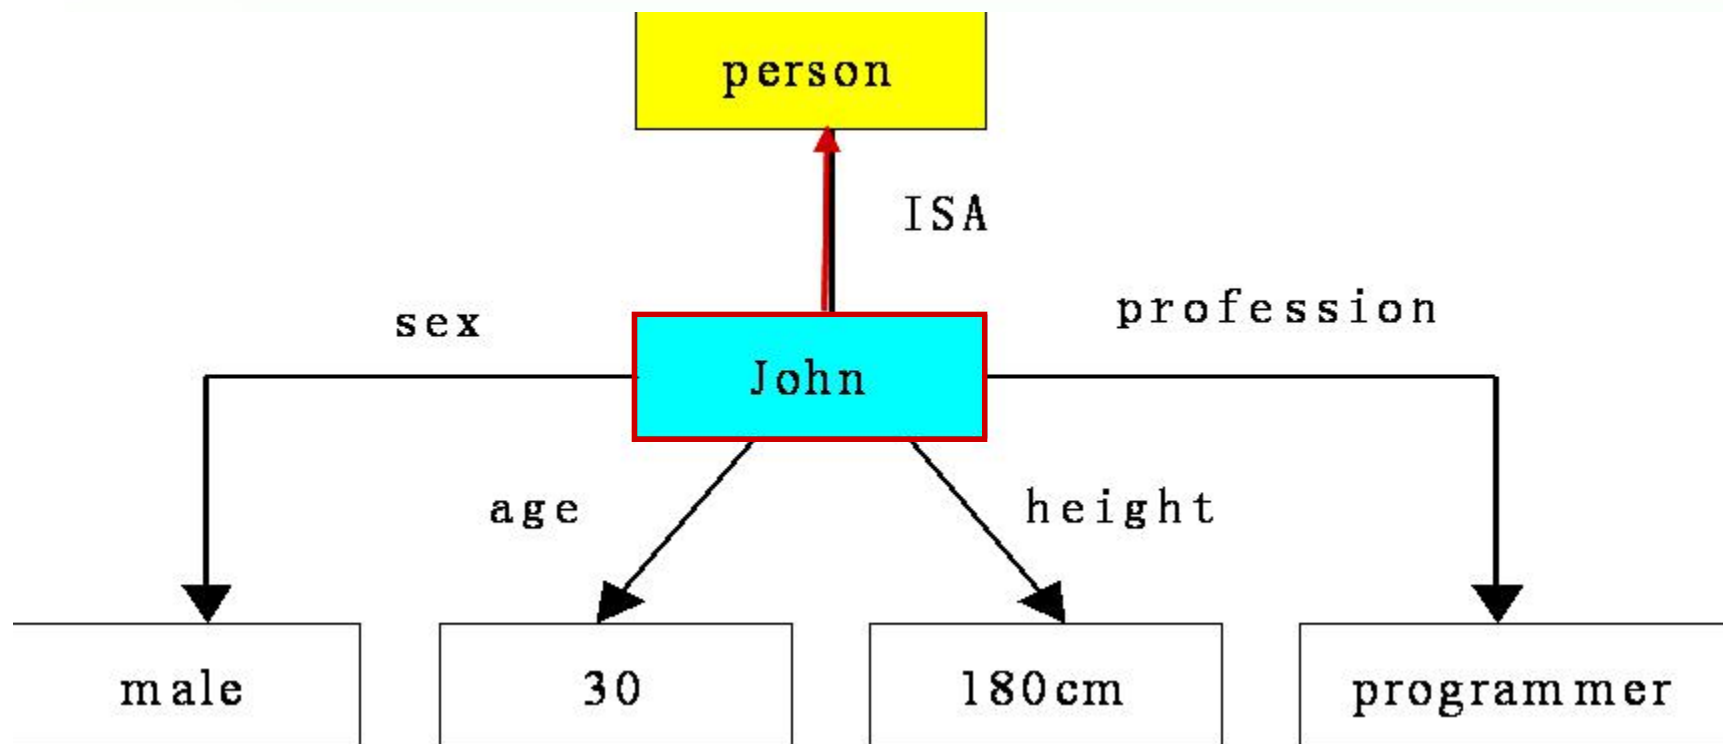 person
ISA
sex
profession
John
age
height
male
30
180cm
programmer